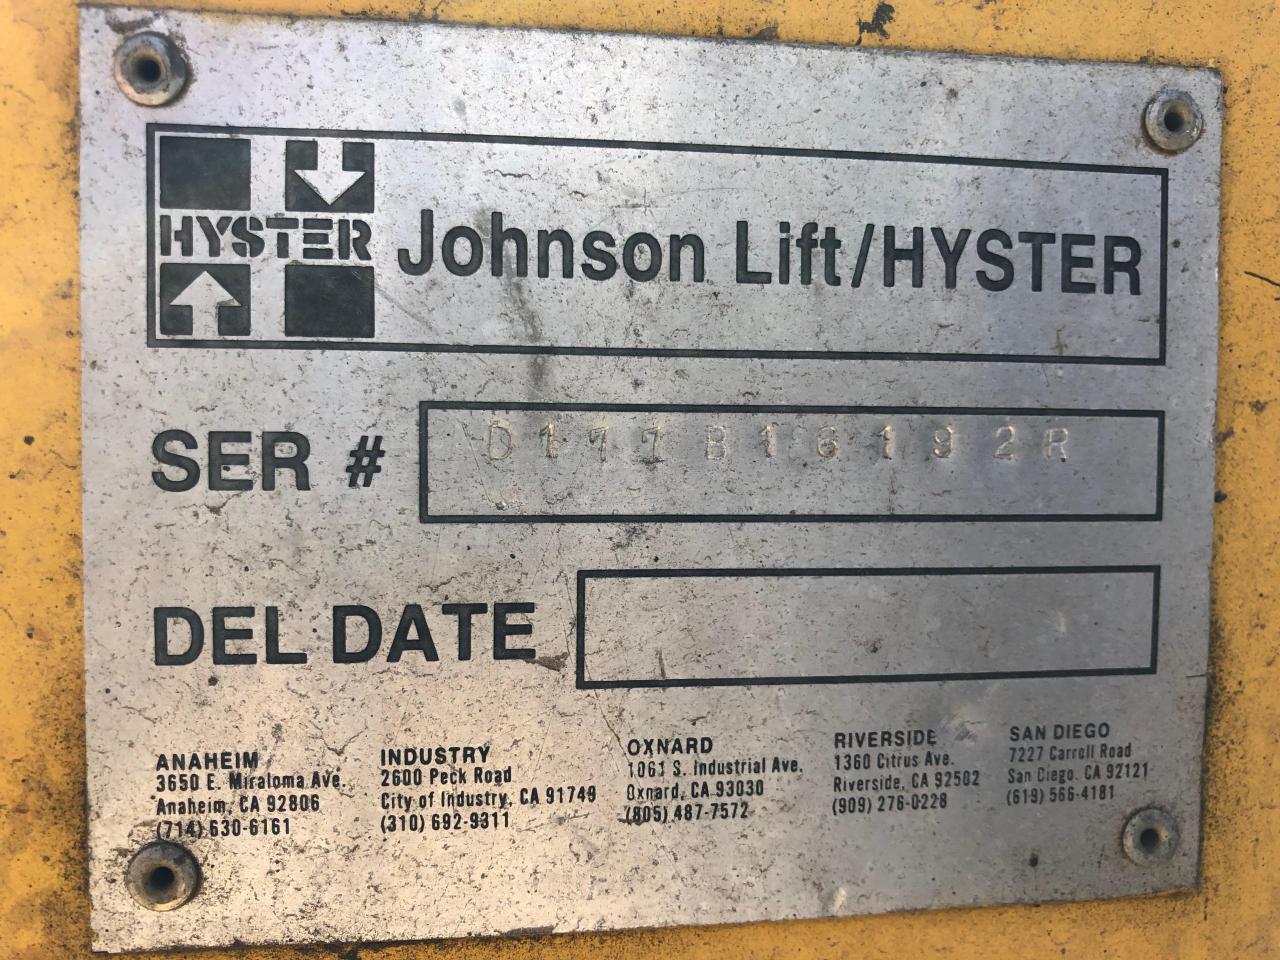 HYSTER
Johnson Lift/HYSTER
SER # D177B16192R
DEL DATE
ANAHEIM
3650 E. Miraloma Ave.
Anaheim, CA 92806
(714) 630-6161
INDUSTRY
2600 Peck Road
City of Industry, CA 91749
(310) 692-9311
OXNARD
1061 S. Industrial Ave.
Oxnard, CA 93030
(805) 487-7572
RIVERSIDE
1360 Citrus Ave.
Riverside, CA 92502
(909) 276-0228
SAN DIEGO
7227 Carroll Road
San Diego, CA 92121
(619) 566-4181